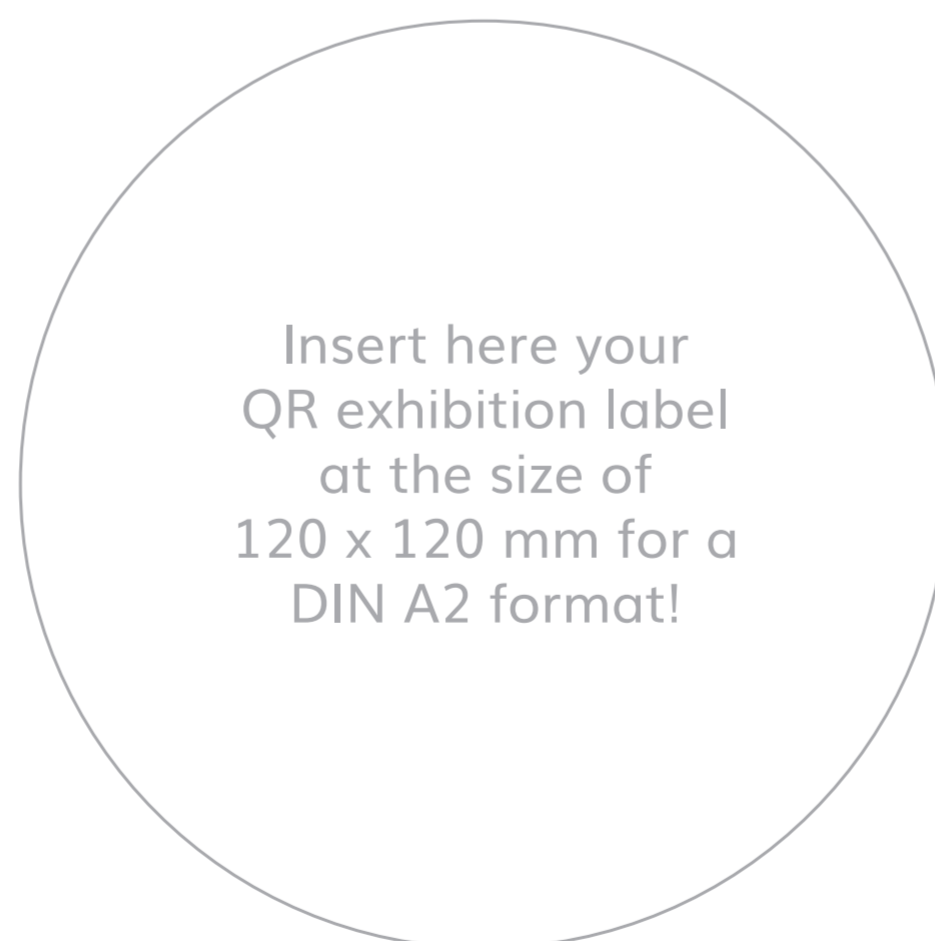 Insert here your
QR exhibition label
at the size of
120 x 120 mm for a
DIN A2 format!